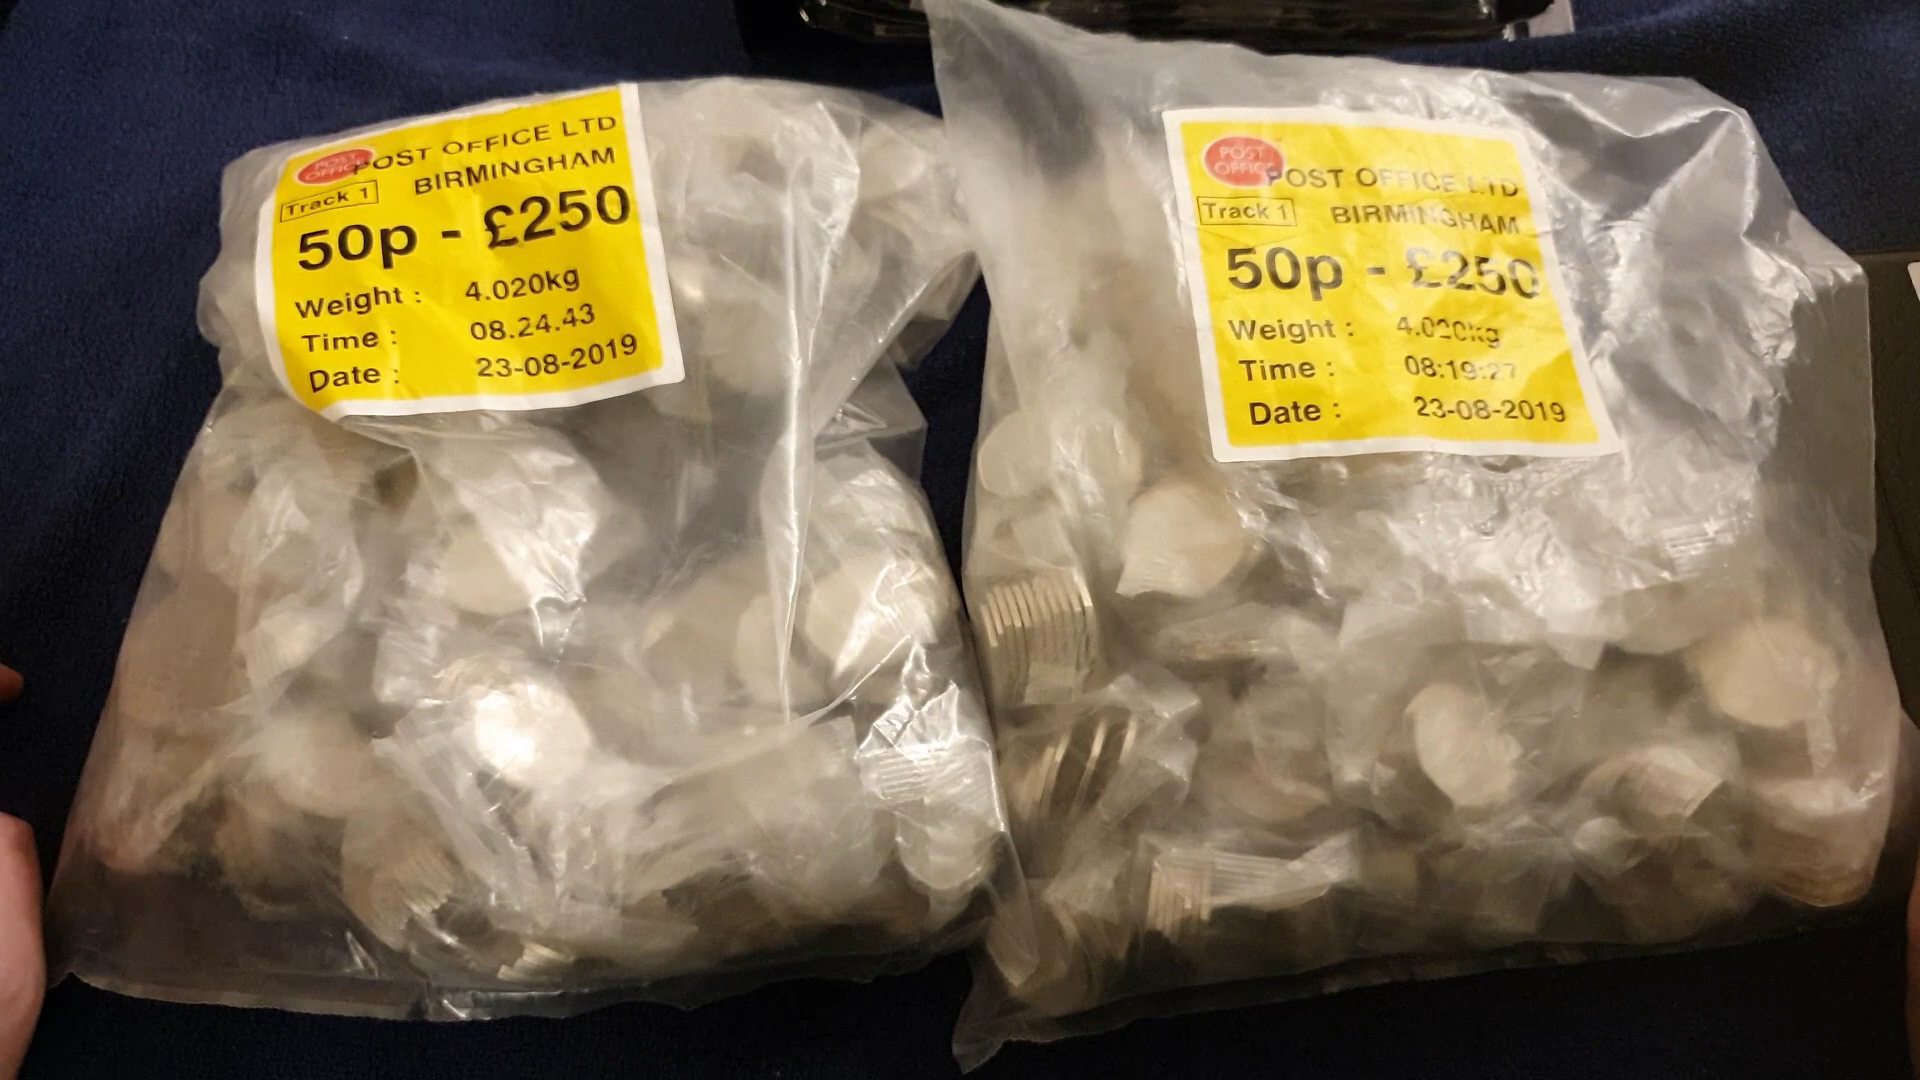 POST OFFICE
POST OFFICE LTD
Track 1
BIRMINGHAM
50p - £250
Weight : 4.020kg
Time : 08.24.43
Date : 23-08-2019
POST OFFICE
POST OFFICE LTD
Track 1
BIRMINGHAM
50p - £250
Weight : 4.020kg
Time : 08:19:27
Date : 23-08-2019